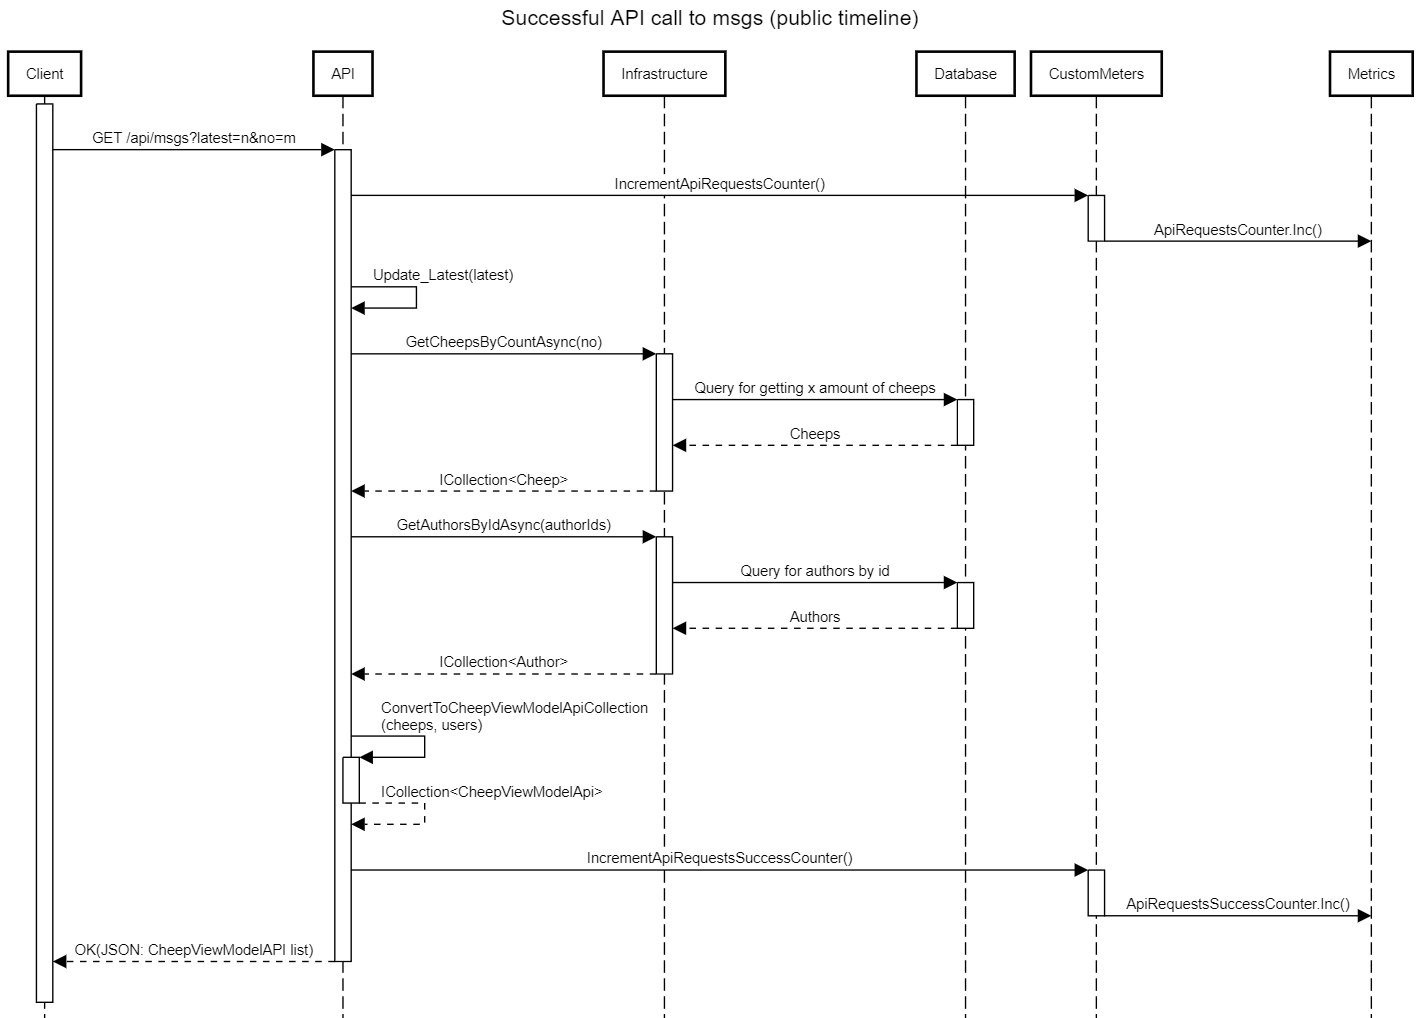 Successful API call to msgs (public timeline)
Client
API
Infrastructure
Database
CustomMeters
Metrics
GET /api/msgs?latest=n&no=m
IncrementApiRequestsCounter()
ApiRequestsCounter.Inc()
Update_Latest(latest)
GetCheepsByCountAsync(no)
Query for getting x amount of cheeps
Cheeps
ICollection<Cheep>
GetAuthorsByIdAsync(authorIds)
Query for authors by id
Authors
ICollection<Author>
ConvertToCheepViewModelApiCollection
(cheeps, users)
ICollection<CheepViewModelApi>
IncrementApiRequestsSuccessCounter()
ApiRequestsSuccessCounter.Inc()
OK(JSON: CheepViewModelAPI list)